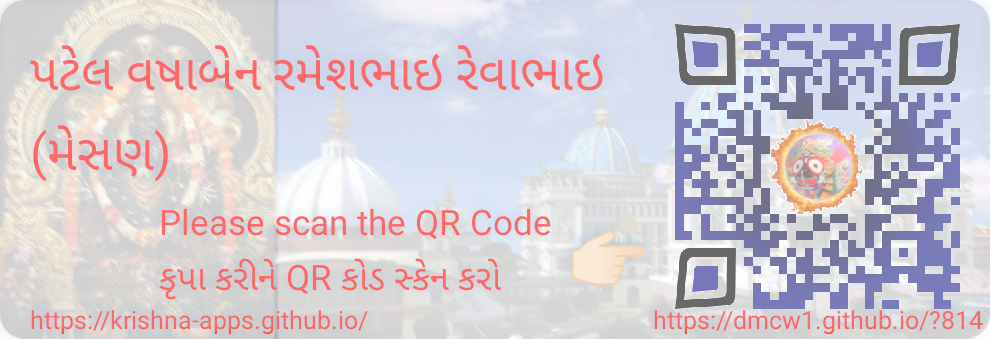 પટેલ વષાબેન રમેશભાઇ રેવાભાઇ
(મેસણ)
Please scan the QR Code
કૃપા કરીને QR કોડ સ્કેન કરો
https://krishna-apps.github.io/
https://dmcw1.github.io/?814